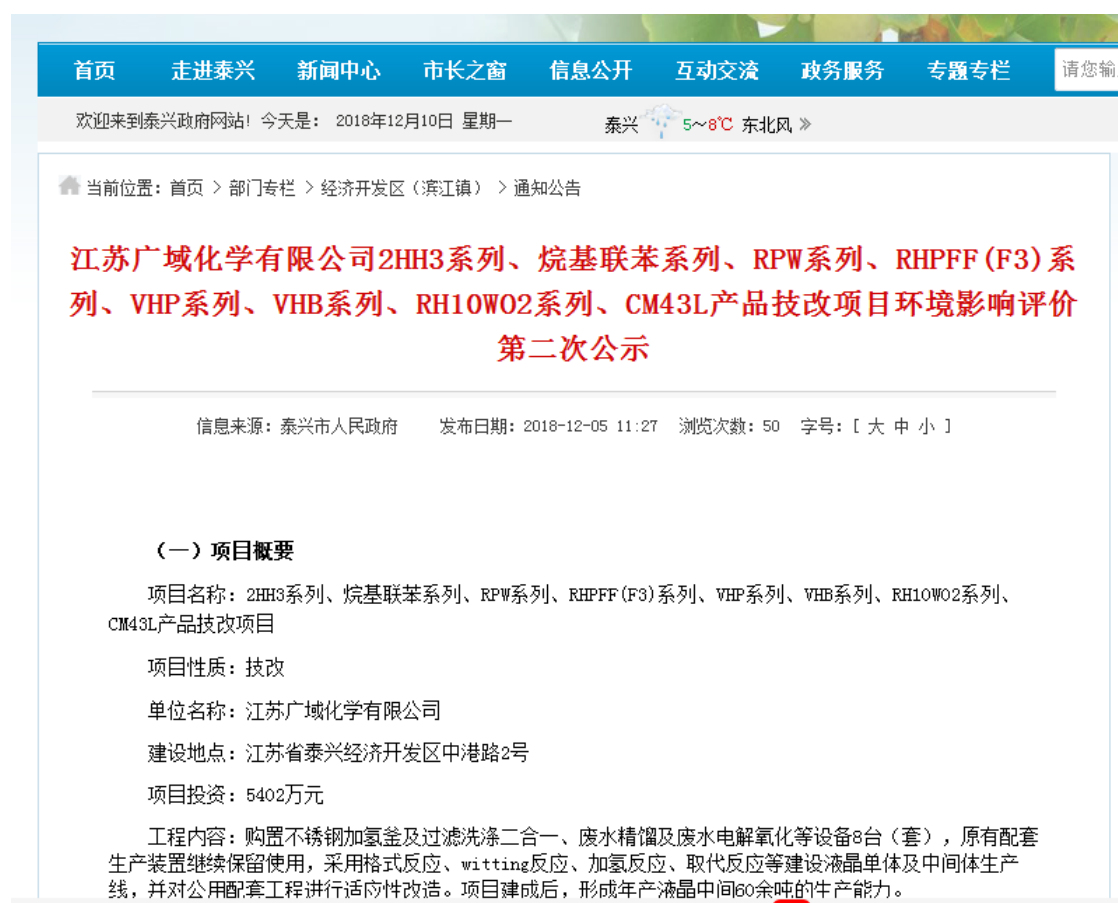 首页 走进泰兴 新闻中心 市长之窗 信息公开 互动交流 政务服务 专题专栏 请您输
欢迎来到泰兴政府网站! 今天是: 2018年12月10日 星期一 泰兴 5~8℃ 东北风 »
当前位置: 首页 > 部门专栏 > 经济开发区（滨江镇） > 通知公告
江苏广域化学有限公司2HH3系列、烷基联苯系列、RPW系列、RHPFF(F3)系
列、VHP系列、VHB系列、RH10WO2系列、CM43L产品技改项目环境影响评价
第二次公示
信息来源: 泰兴市人民政府 发布日期: 2018-12-05 11:27 浏览次数: 50 字号: [ 大 中 小 ]
（一）项目概要
项目名称：2HH3系列、烷基联苯系列、RPW系列、RHPFF(F3)系列、VHP系列、VHB系列、RH10WO2系列、
CM43L产品技改项目
项目性质：技改
单位名称：江苏广域化学有限公司
建设地点：江苏省泰兴经济开发区中港路2号
项目投资：5402万元
工程内容：购置不锈钢加氢釜及过滤洗涤二合一、废水精馏及废水电解氧化等设备8台（套），原有配套
生产装置继续保留使用，采用格式反应、witting反应、加氢反应、取代反应等建设液晶单体及中间体生产
线，并对公用配套工程进行适应性改造。项目建成后，形成年产液晶中间60余吨的生产能力。